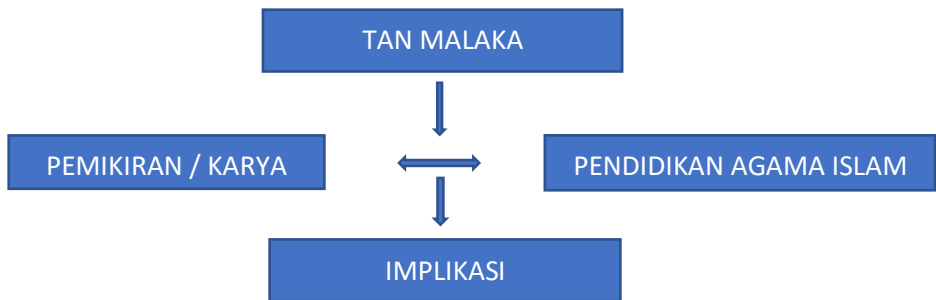 TAN MALAKA
PEMIKIRAN / KARYA
PENDIDIKAN AGAMA ISLAM
IMPLIKASI